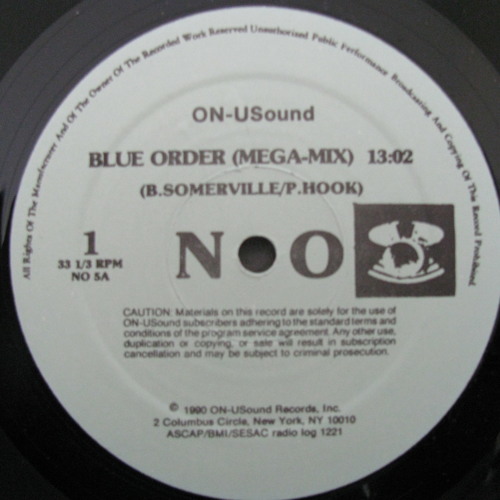 All Rights Of The Manufacturer And Of The Owner Of The Recorded Work Reserved Unauthorised Public Performance Broadcasting And Copying Of This Record Prohibited
ON-USound
BLUE ORDER (MEGA-MIX) 13:02
(B.SOMERVILLE/P.HOOK)
1
33 1/3 RPM
NO 5A
N O
CAUTION: Materials on this record are solely for the use of
ON-USound subscribers adhering to the standard terms and
conditions of the program service agreement. Any other use,
duplication or copying, or sale will result in subscription
cancellation and may be subject to criminal prosecution.
© 1990 ON-USound Records, Inc.
2 Columbus Circle, New York, NY 10010
ASCAP/BMI/SESAC radio log 1221